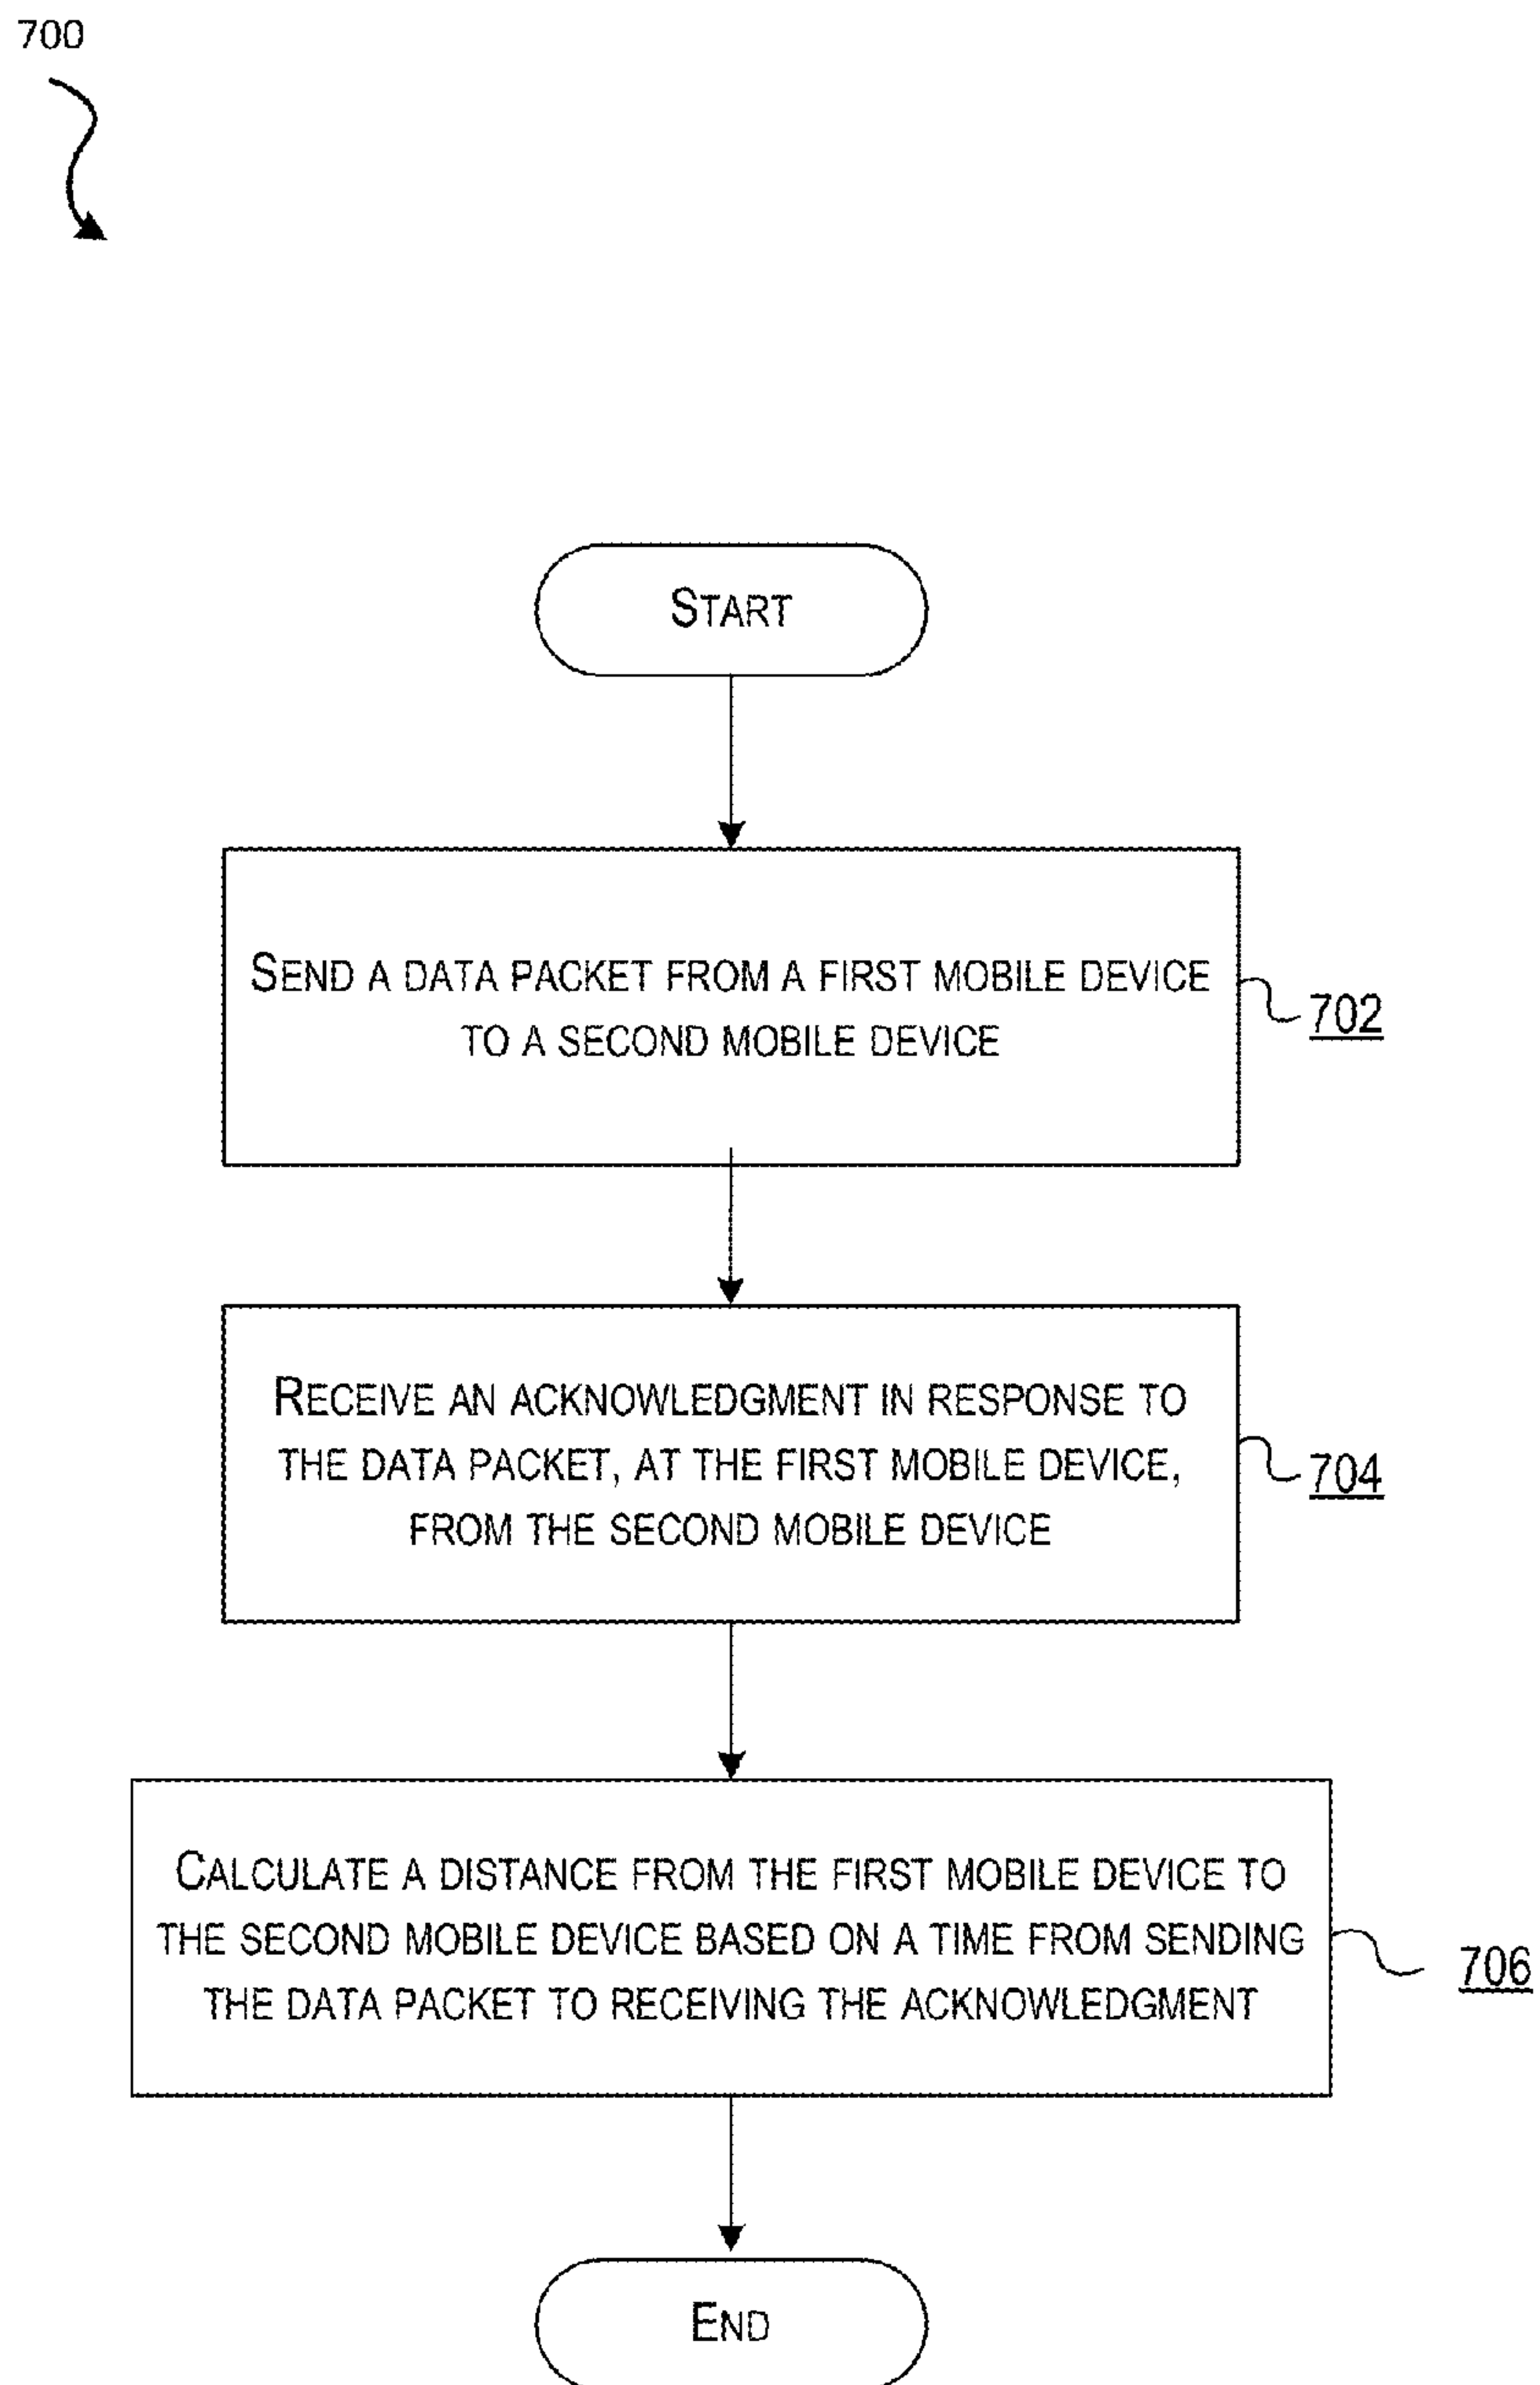 700
START
SEND A DATA PACKET FROM A FIRST MOBILE DEVICE
TO A SECOND MOBILE DEVICE
702
RECEIVE AN ACKNOWLEDGMENT IN RESPONSE TO
THE DATA PACKET, AT THE FIRST MOBILE DEVICE,
FROM THE SECOND MOBILE DEVICE
704
CALCULATE A DISTANCE FROM THE FIRST MOBILE DEVICE TO
THE SECOND MOBILE DEVICE BASED ON A TIME FROM SENDING
THE DATA PACKET TO RECEIVING THE ACKNOWLEDGMENT
706
END